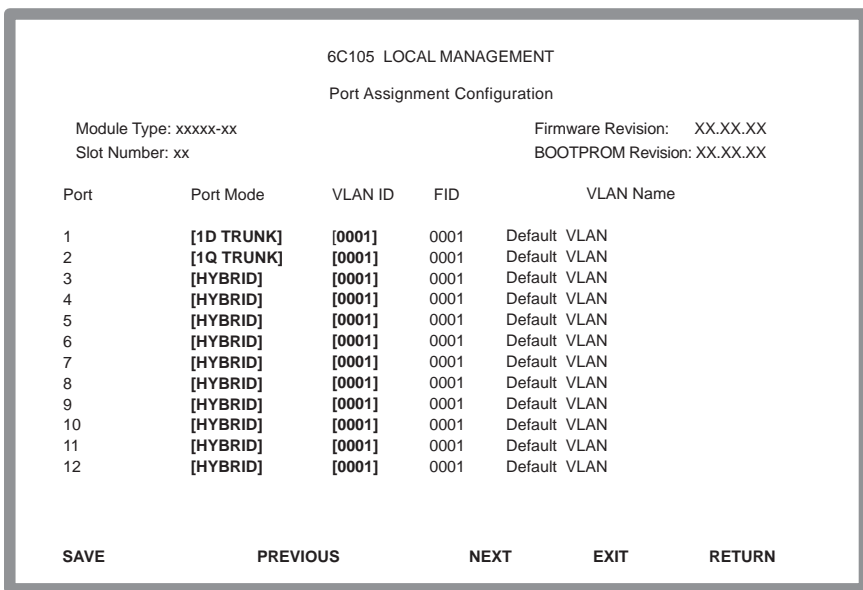 6C105 LOCAL MANAGEMENT
Port Assignment Configuration
Module Type: xxxxx-xx Firmware Revision: XX.XX.XX
Slot Number: xx BOOTPROM Revision: XX.XX.XX
Port Port Mode VLAN ID FID VLAN Name
1 [1D TRUNK] [0001] 0001 Default VLAN
2 [1Q TRUNK] [0001] 0001 Default VLAN
3 [HYBRID] [0001] 0001 Default VLAN
4 [HYBRID] [0001] 0001 Default VLAN
5 [HYBRID] [0001] 0001 Default VLAN
6 [HYBRID] [0001] 0001 Default VLAN
7 [HYBRID] [0001] 0001 Default VLAN
8 [HYBRID] [0001] 0001 Default VLAN
9 [HYBRID] [0001] 0001 Default VLAN
10 [HYBRID] [0001] 0001 Default VLAN
11 [HYBRID] [0001] 0001 Default VLAN
12 [HYBRID] [0001] 0001 Default VLAN
SAVE PREVIOUS NEXT EXIT RETURN